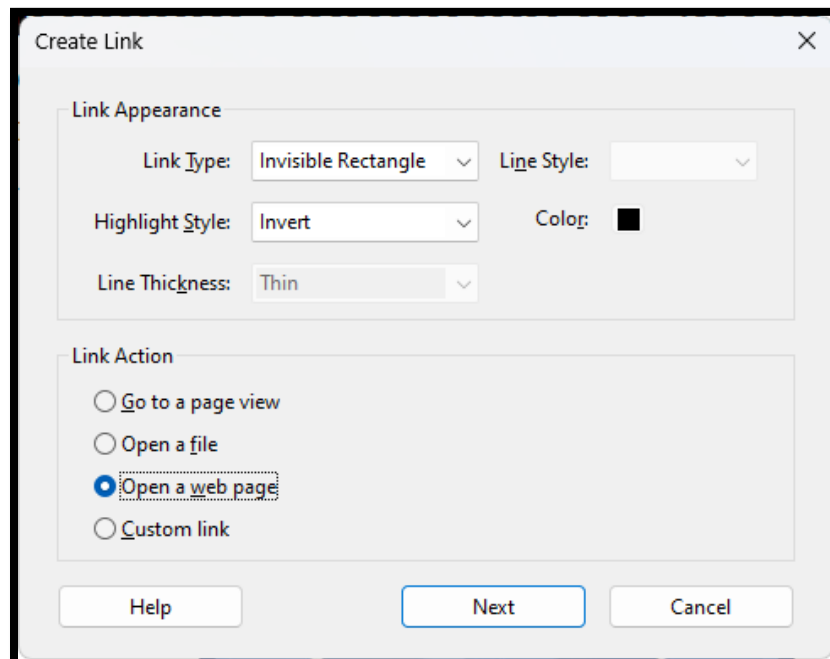 Create Link
Link Appearance
Link Type: Invisible Rectangle Line Style:
Highlight Style: Invert Color:
Line Thickness: Thin
Link Action
Go to a page view
Open a file
Open a web page
Custom link
Help Next Cancel